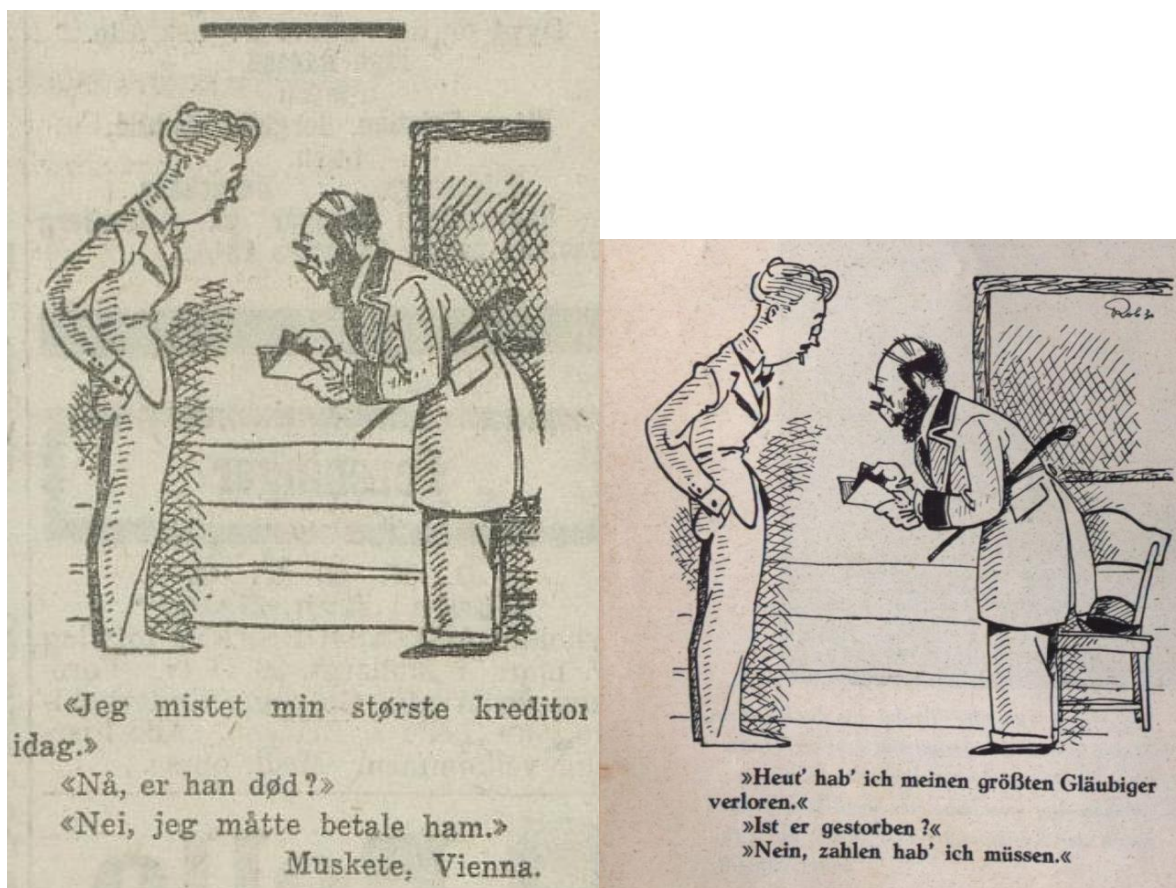 «Jeg mistet min største kreditor
idag.»
«Nå, er han død?»
«Nei, jeg måtte betale ham.»
Muskete, Vienna.
»Heut' hab' ich meinen größten Gläubiger
verloren.«
»Ist er gestorben?«
»Nein, zahlen hab' ich müssen.«